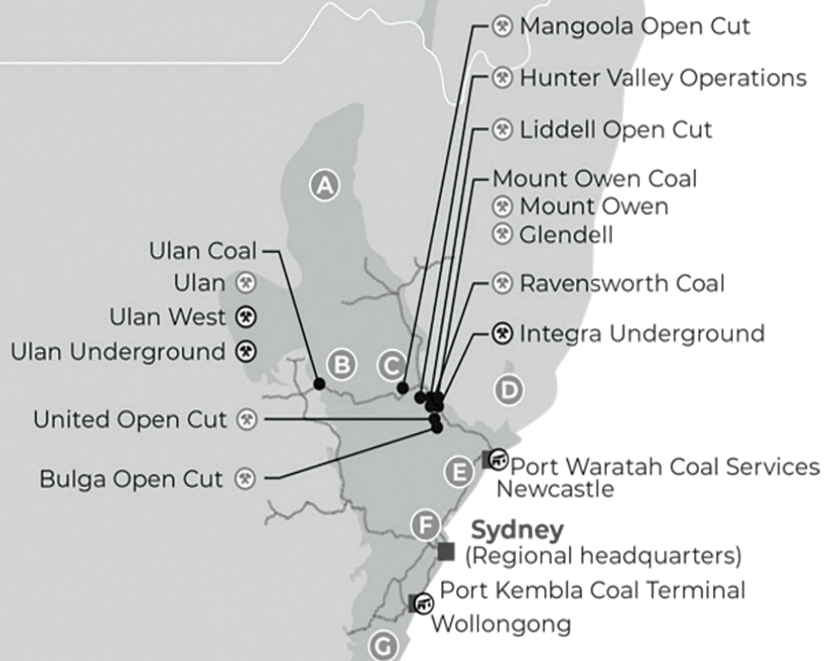 Mangoola Open Cut
Hunter Valley Operations
Liddell Open Cut
Mount Owen Coal
Mount Owen
Glendell
Ravensworth Coal
Integra Underground
A
Ulan Coal
Ulan
Ulan West
Ulan Underground
B
C
D
United Open Cut
Bulga Open Cut
E
Port Waratah Coal Services
Newcastle
F
Sydney
(Regional headquarters)
Port Kembla Coal Terminal
Wollongong
G